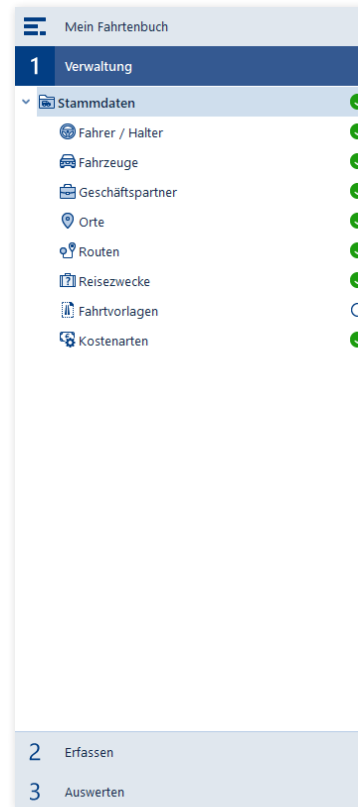 Mein Fahrtenbuch
1 Verwaltung
Stammdaten
Fahrer / Halter
Fahrzeuge
Geschäftspartner
Orte
Routen
Reisezwecke
Fahrtvorlagen
Kostenarten
2 Erfassen
3 Auswerten